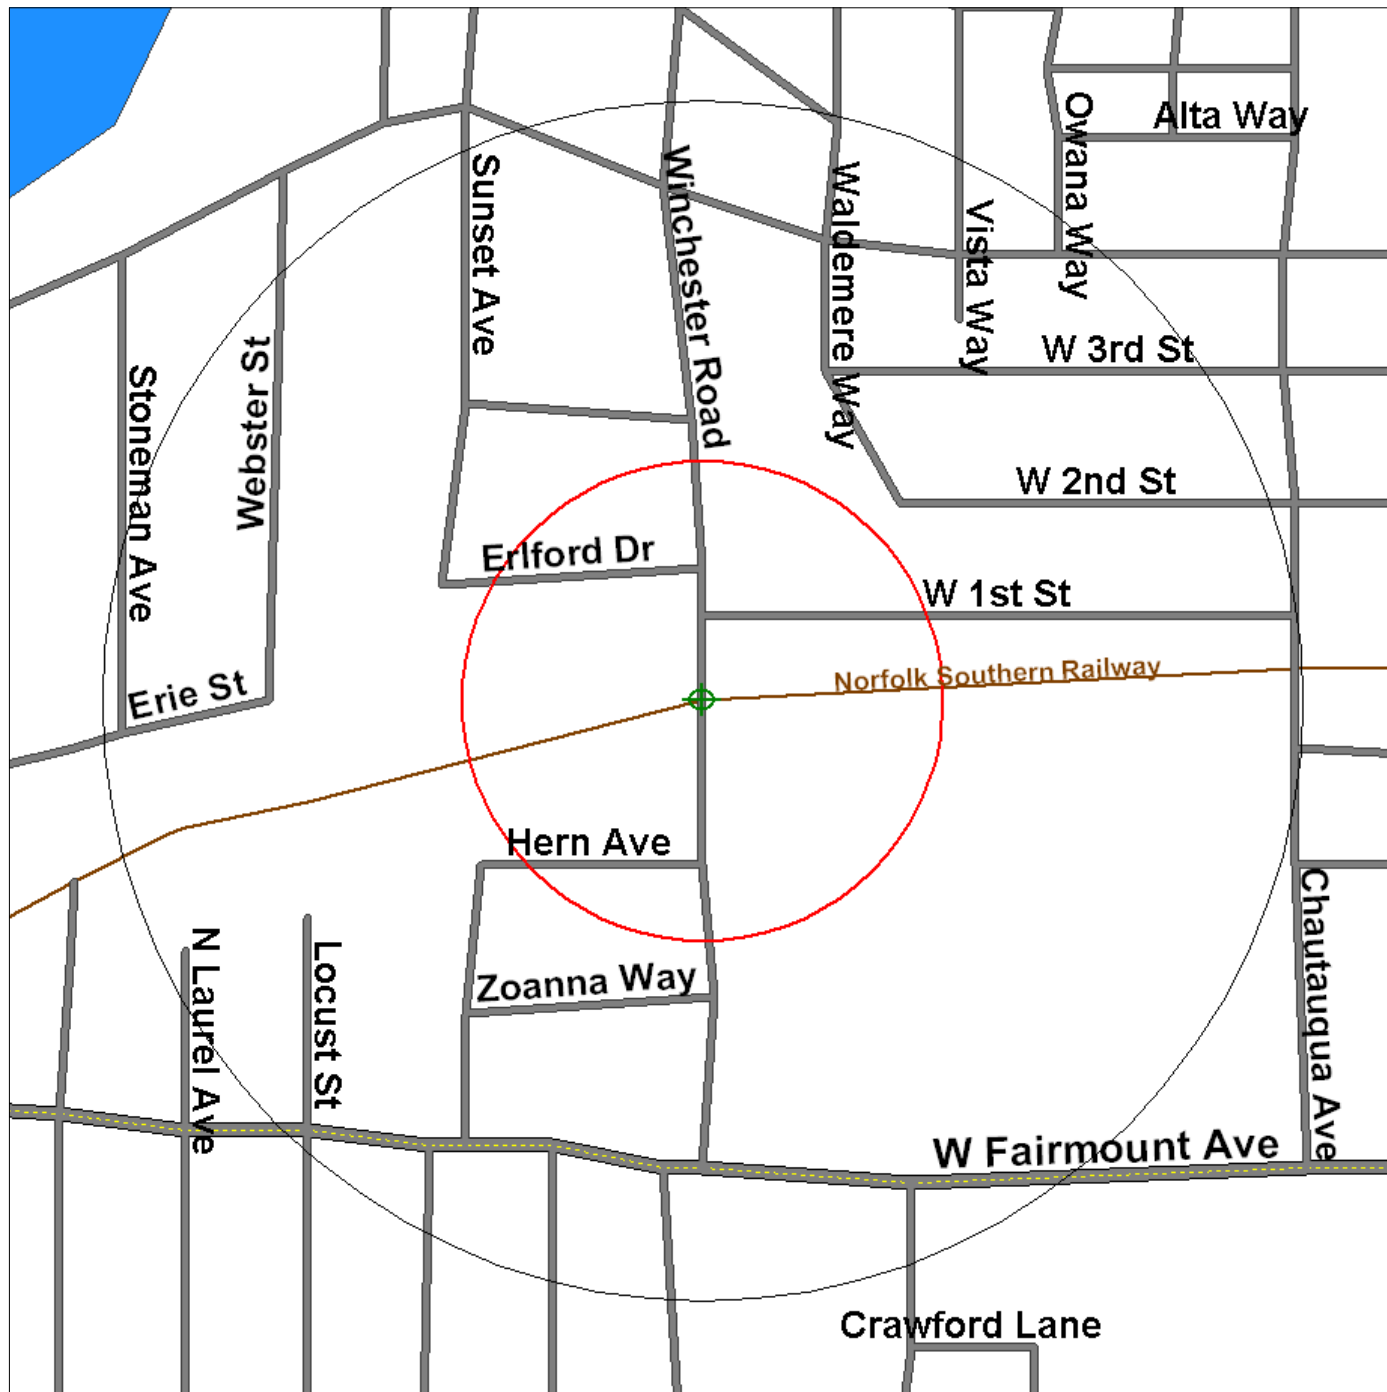 Owana Way
Alta Way
Sunset Ave
Winchester Road
Waldemere Way
Vista Way
Webster St
W 3rd St
Stoneman Ave
W 2nd St
Erlford Dr
W 1st St
Norfolk Southern Railway
Erie St
Hern Ave
Chautauqua Ave
N Laurel Ave
Locust St
Zoanna Way
W Fairmount Ave
Crawford Lane